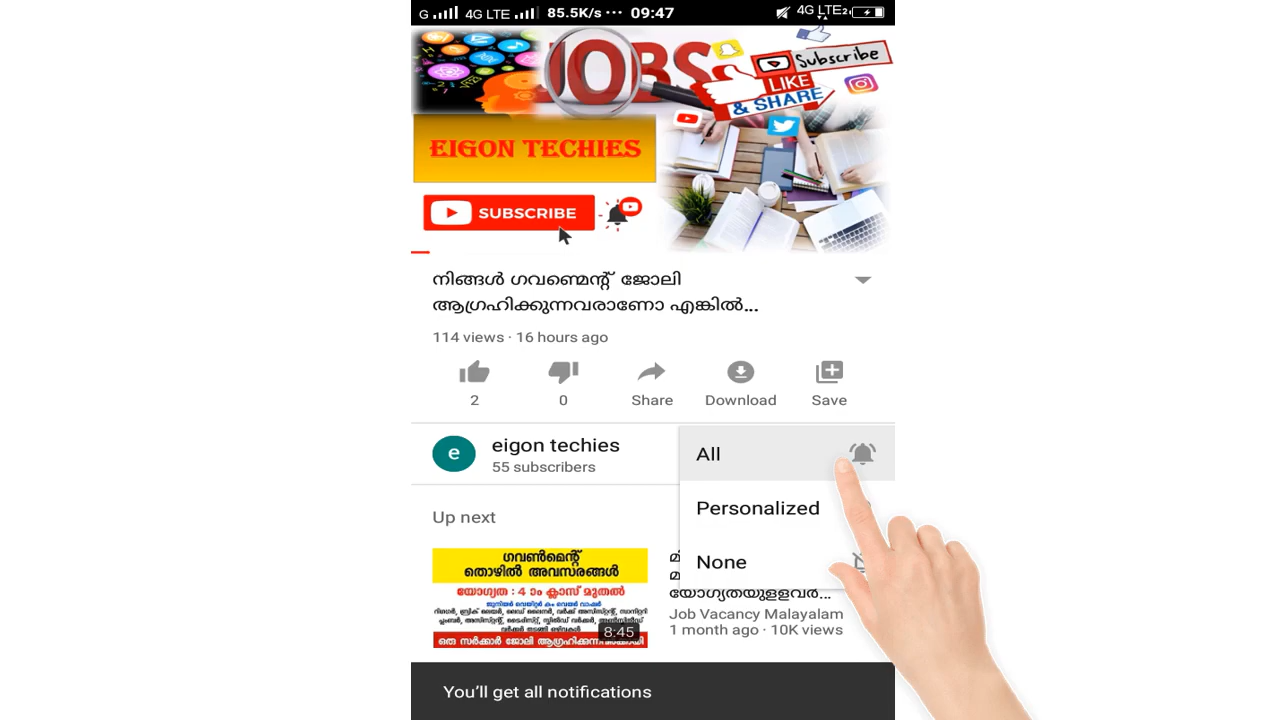 G 4G LTE 85.5K/s ··· 09:47 4G LTE2
JOBS
Subscribe
LIKE
& SHARE
EIGON TECHIES
SUBSCRIBE
നിങ്ങൾ ഗവണ്മെന്റ് ജോലി
ആഗ്രഹിക്കുന്നവരാണോ എങ്കിൽ...
114 views · 16 hours ago
2
0
Share
Download
Save
e
eigon techies
55 subscribers
All
Personalized
None
Up next
ഗവൺമെന്റ്
തൊഴിൽ അവസരങ്ങൾ
യോഗ്യത : 4 ാം ക്ലാസ് മുതൽ
8:45
ഒരു സർക്കാർ ജോലി
യോഗ്യതയുള്ളവർ...
Job Vacancy Malayalam
1 month ago · 10K views
You'll get all notifications